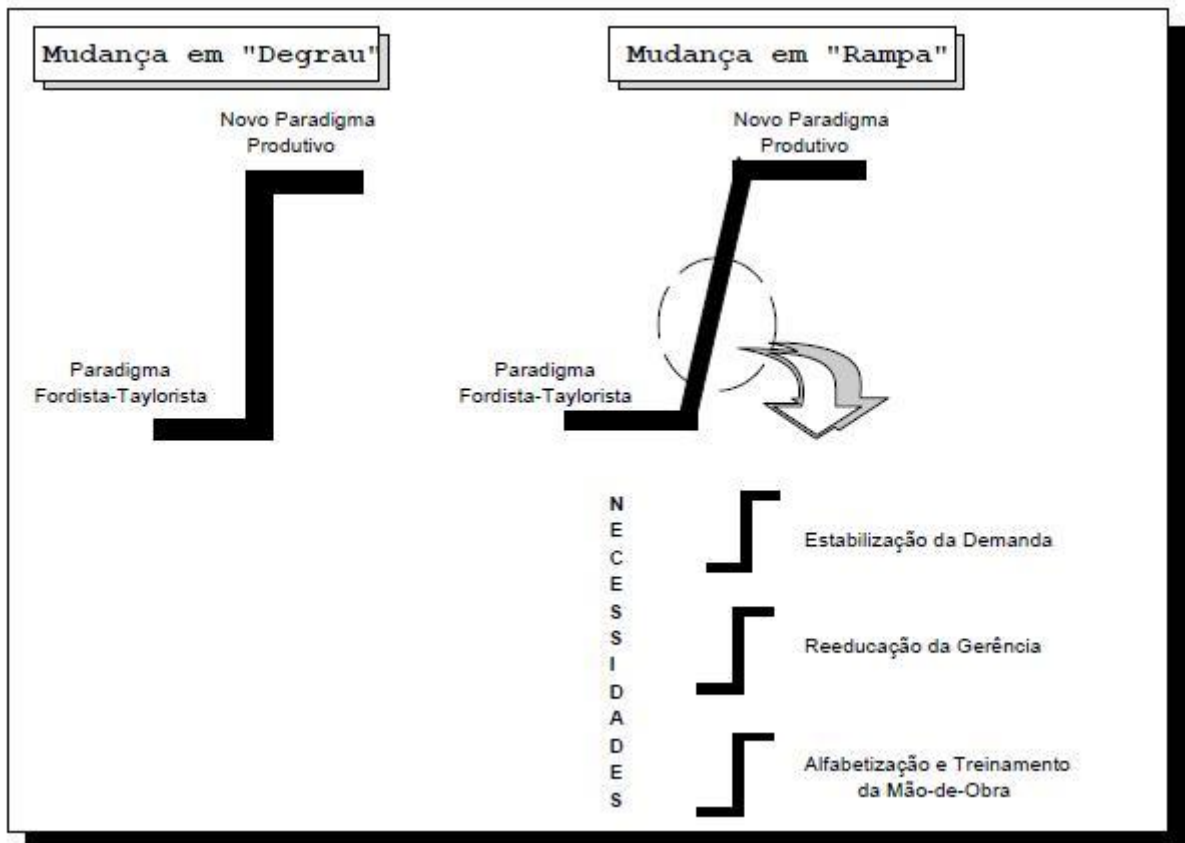 Mudança em "Degrau"
Novo Paradigma
Produtivo
Paradigma
Fordista-Taylorista
Mudança em "Rampa"
Novo Paradigma
Produtivo
Paradigma
Fordista-Taylorista
N
E
C
E
S
S
I
D
A
D
E
S
Estabilização da Demanda
Reeducação da Gerência
Alfabetização e Treinamento
da Mão-de-Obra